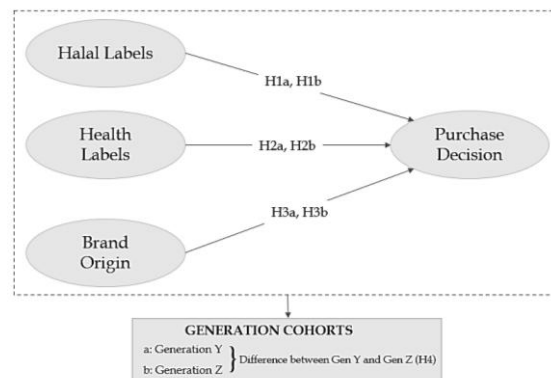 Halal Labels
H1a, H1b
Health
Labels
H2a, H2b
Purchase
Decision
H3a, H3b
Brand
Origin
GENERATION COHORTS
a: Generation Y
b: Generation Z
} Difference between Gen Y and Gen Z (H4)